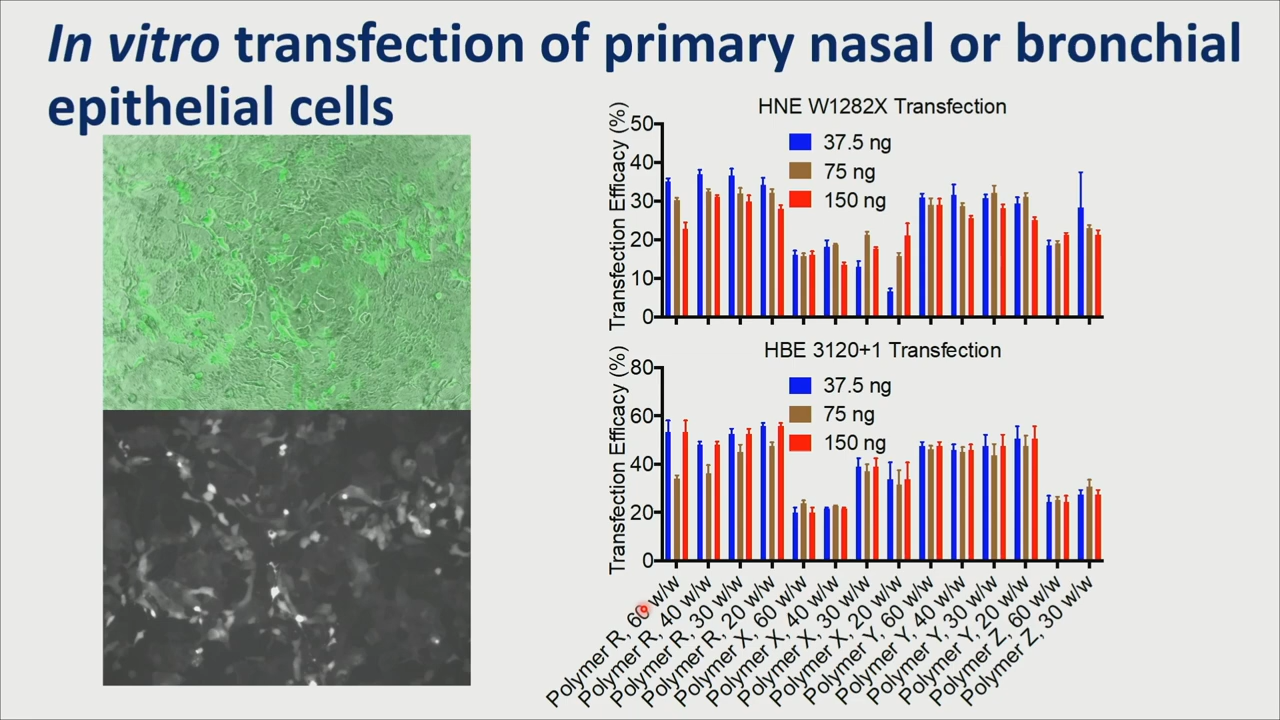 In vitro transfection of primary nasal or bronchial
epithelial cells
HNE W1282X Transfection
Transfection Efficacy (%)
50
40
30
20
10
0
37.5 ng
75 ng
150 ng
HBE 3120+1 Transfection
Transfection Efficacy (%)
80
60
40
20
0
37.5 ng
75 ng
150 ng
Polymer R, 60 w/w
Polymer R, 40 w/w
Polymer R, 30 w/w
Polymer R, 20 w/w
Polymer X, 60 w/w
Polymer X, 40 w/w
Polymer X, 30 w/w
Polymer X, 20 w/w
Polymer Y, 60 w/w
Polymer Y, 40 w/w
Polymer Y, 30 w/w
Polymer Y, 20 w/w
Polymer Z, 60 w/w
Polymer Z, 30 w/w